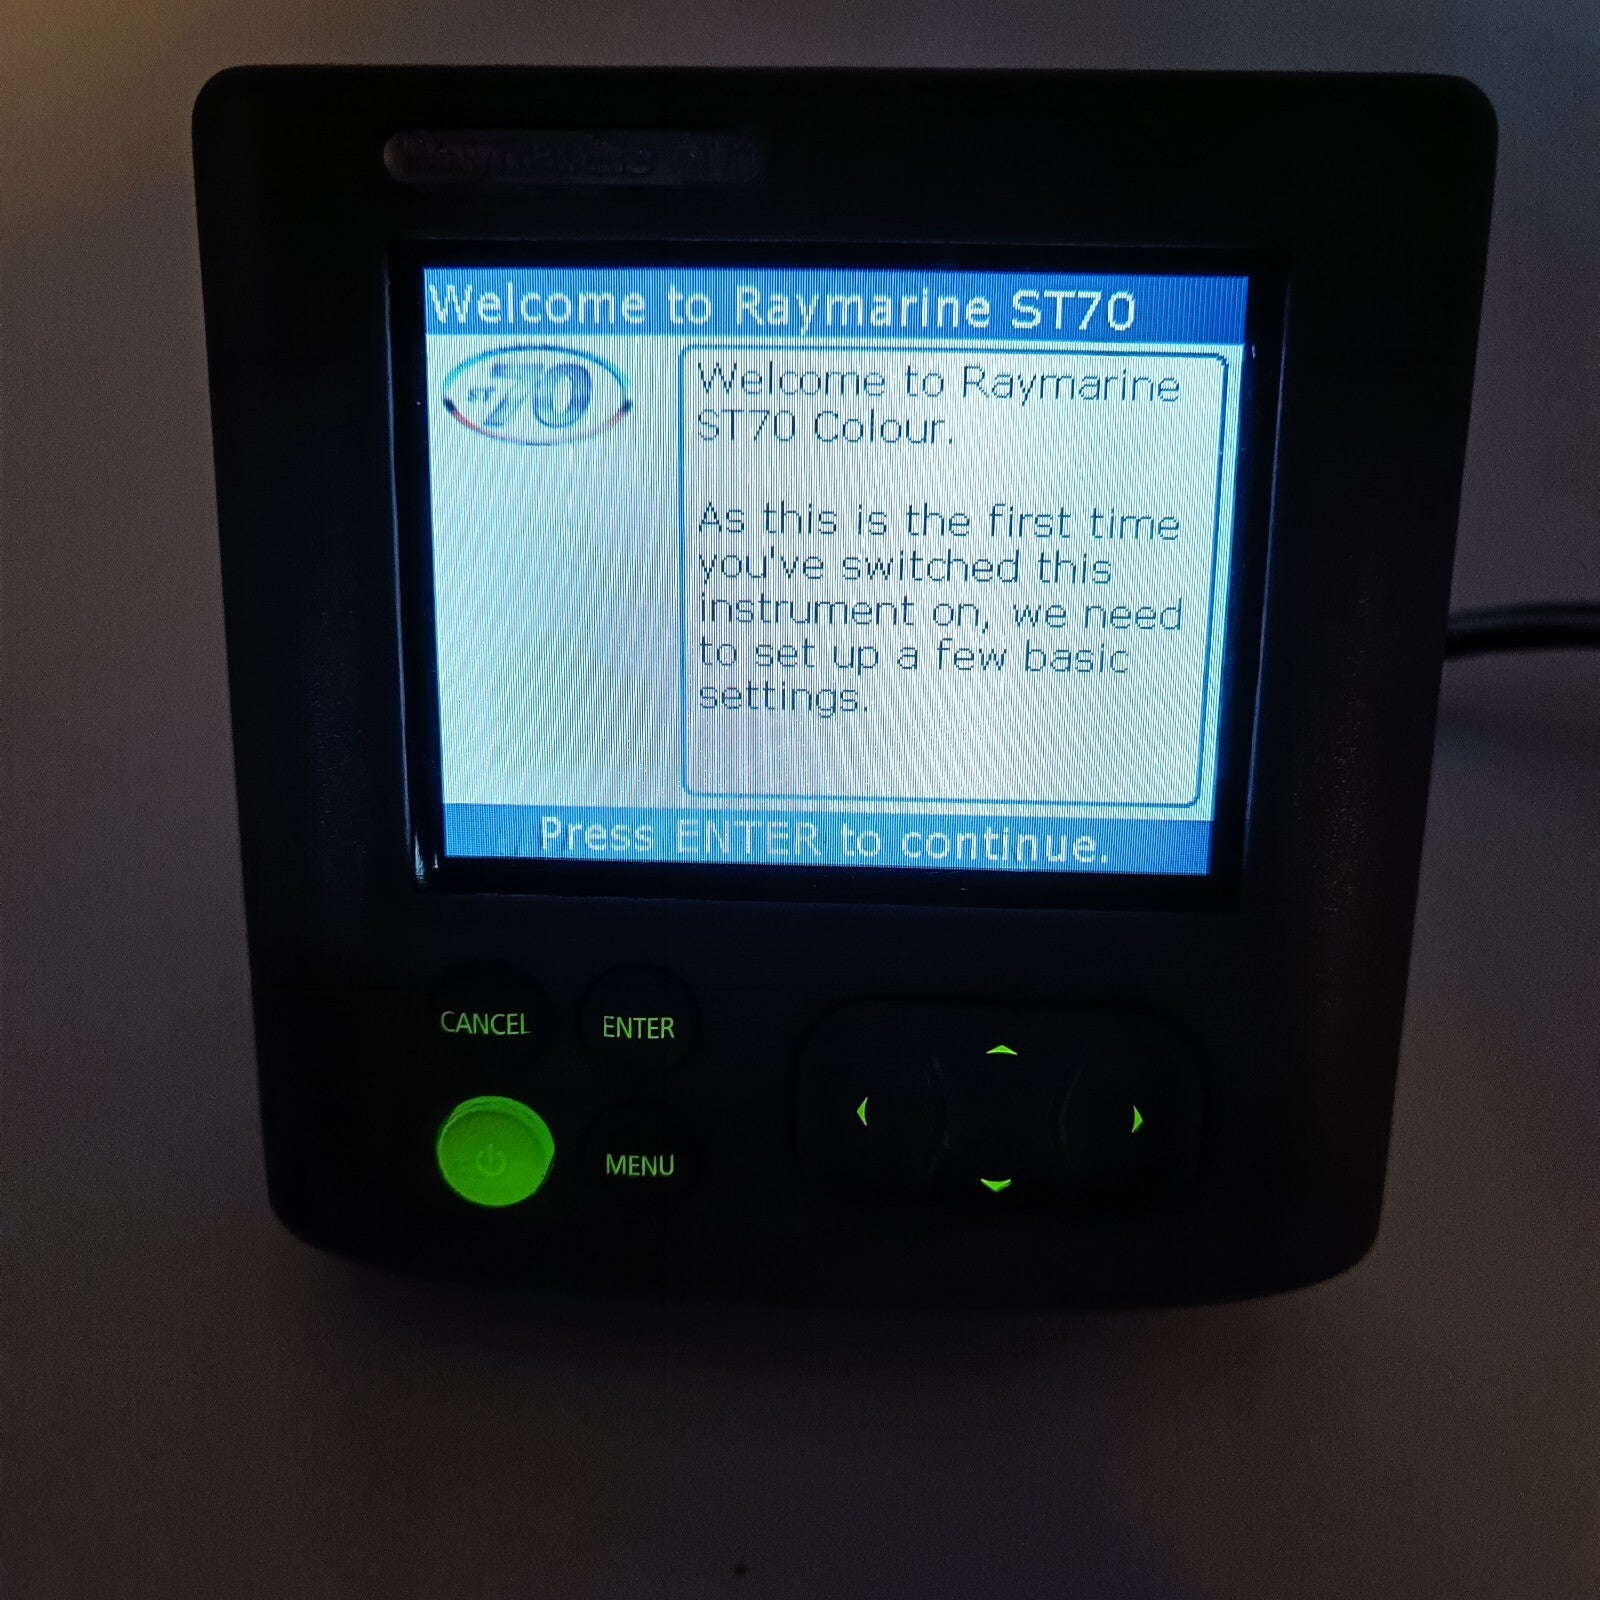 Welcome to Raymarine ST70
ST70
Welcome to Raymarine
ST70 Colour.
As this is the first time
you've switched this
instrument on, we need
to set up a few basic
settings.
Press ENTER to continue.
CANCEL
ENTER
MENU